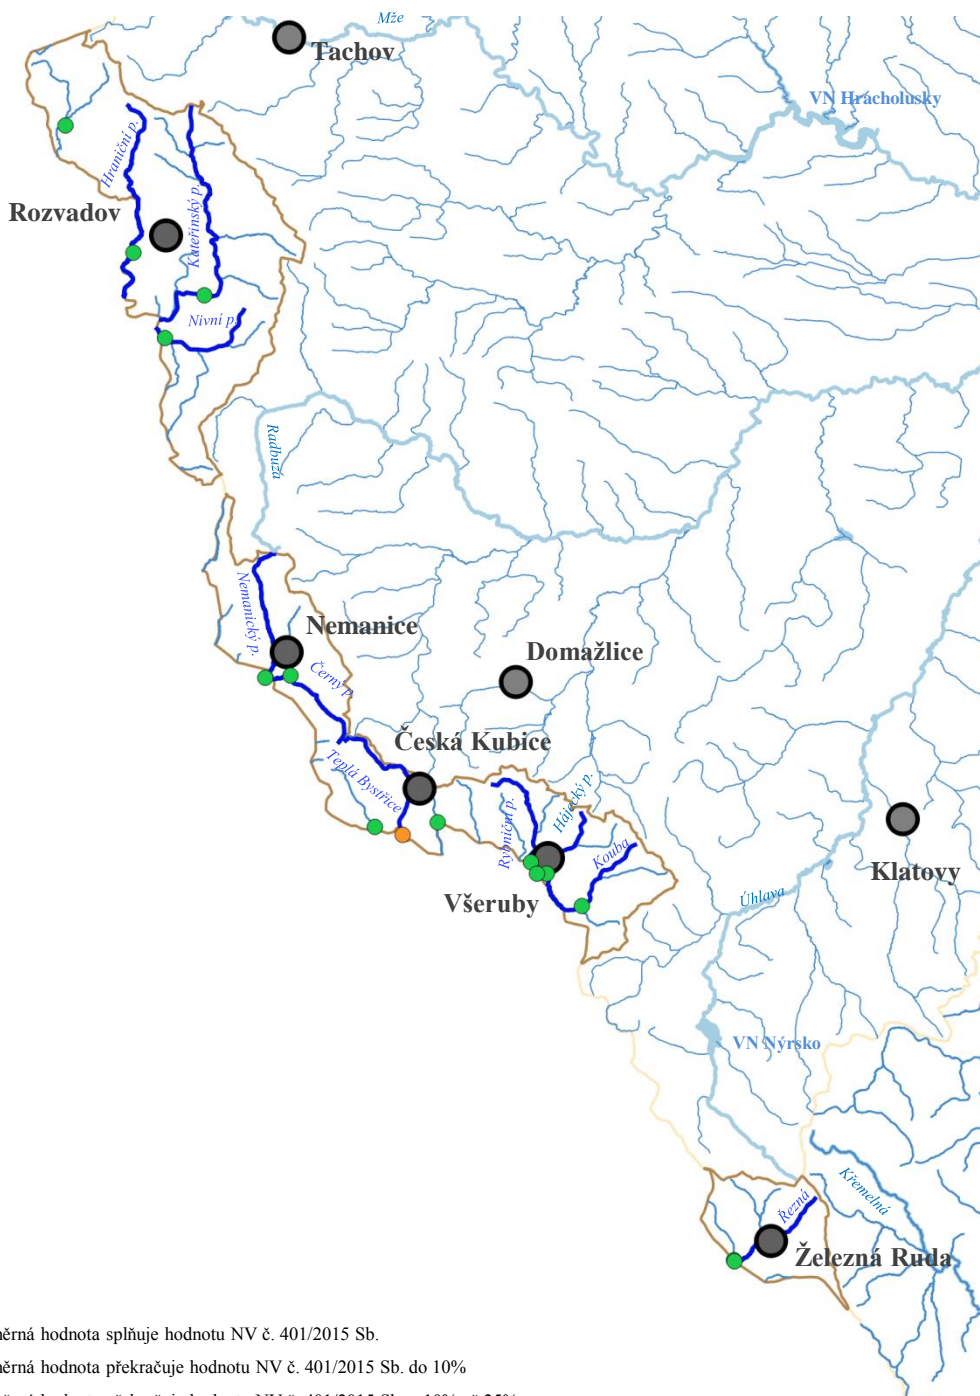 Mže
Tachov
VN Hracholusky
Hraniční p.
Rozvadov
Kateřinský p.
Nivní p.
Radbuza
Nemanický p.
Nemanice
Domažlice
Černý p.
Česká Kubice
Teplá Bystřice
Rybniční p.
Hájecký p.
Kouba
Klatovy
Všeruby
Úhlava
VN Nýrsko
Křemelná
Řezná
Železná Ruda
ěrná hodnota splňuje hodnotu NV č. 401/2015 Sb.
ěrná hodnota překračuje hodnotu NV č. 401/2015 Sb. do 10%